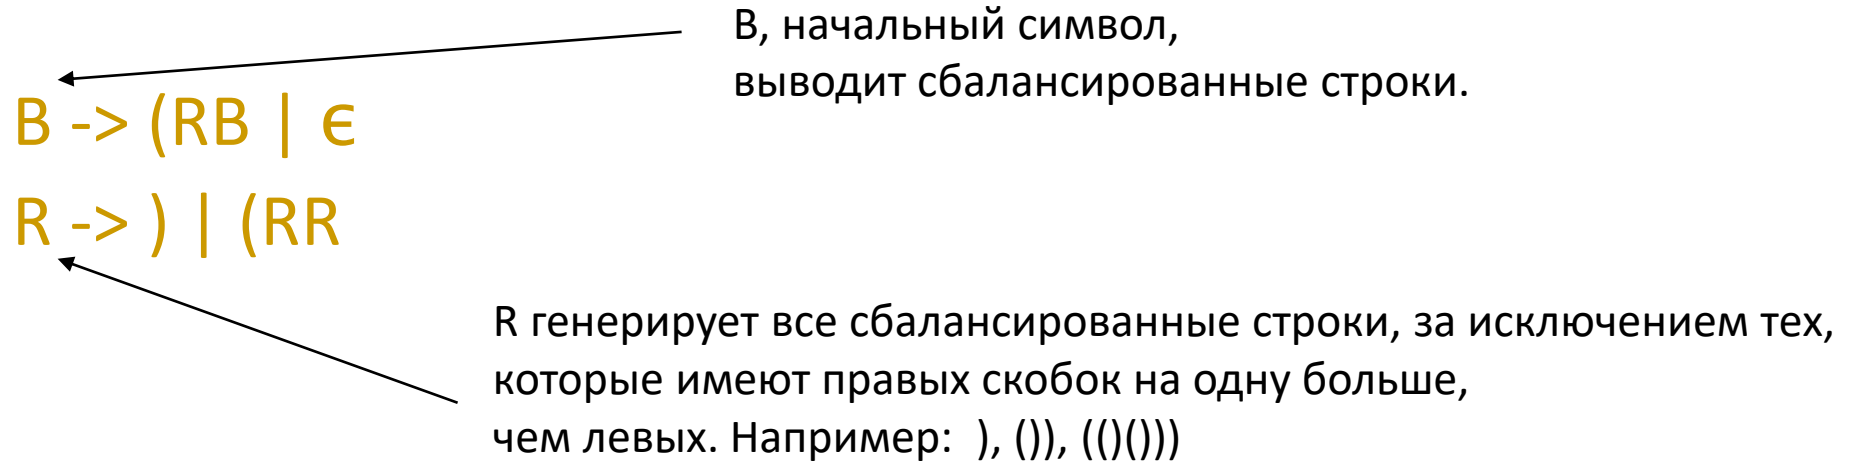 B, начальный символ,
выводит сбалансированные строки.
B -> (RB | ϵ
R -> ) | (RR
R генерирует все сбалансированные строки, за исключением тех,
которые имеют правых скобок на одну больше,
чем левых. Например:  ), ()), (()()))